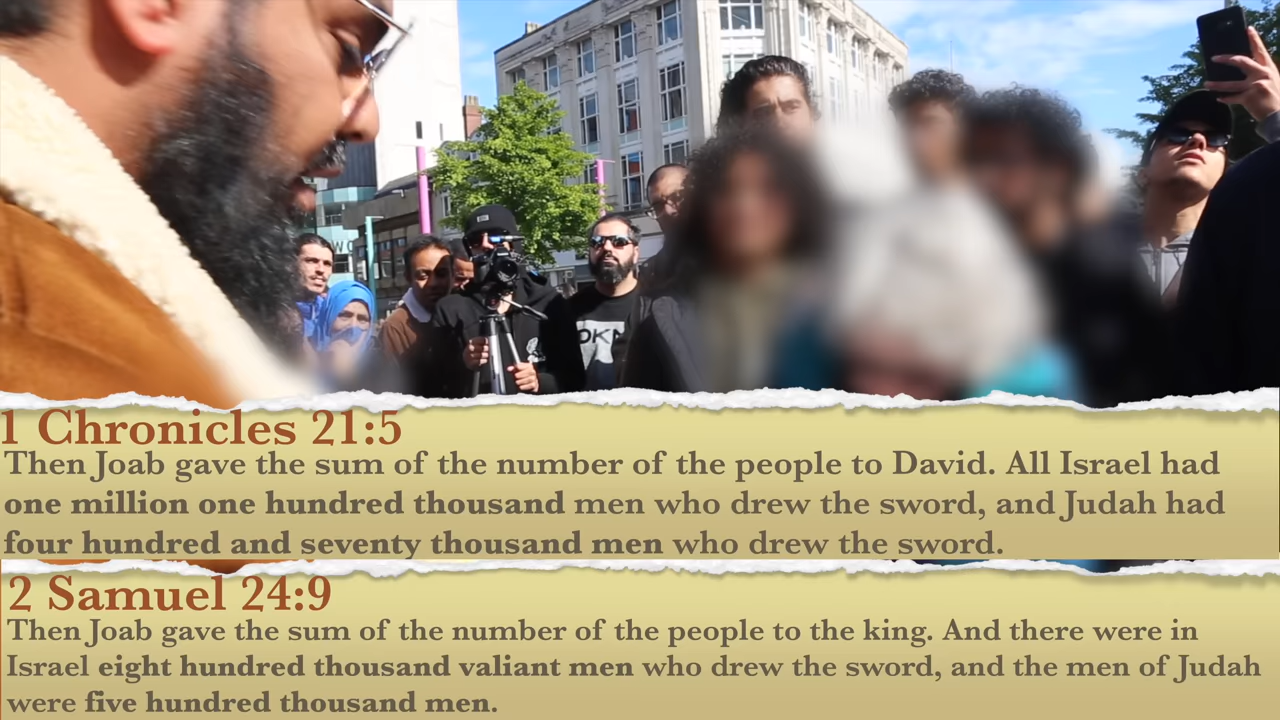 OKN
1 Chronicles 21:5
Then Joab gave the sum of the number of the people to David. All Israel had
one million one hundred thousand men who drew the sword, and Judah had
four hundred and seventy thousand men who drew the sword.
2 Samuel 24:9
Then Joab gave the sum of the number of the people to the king. And there were in
Israel eight hundred thousand valiant men who drew the sword, and the men of Judah
were five hundred thousand men.